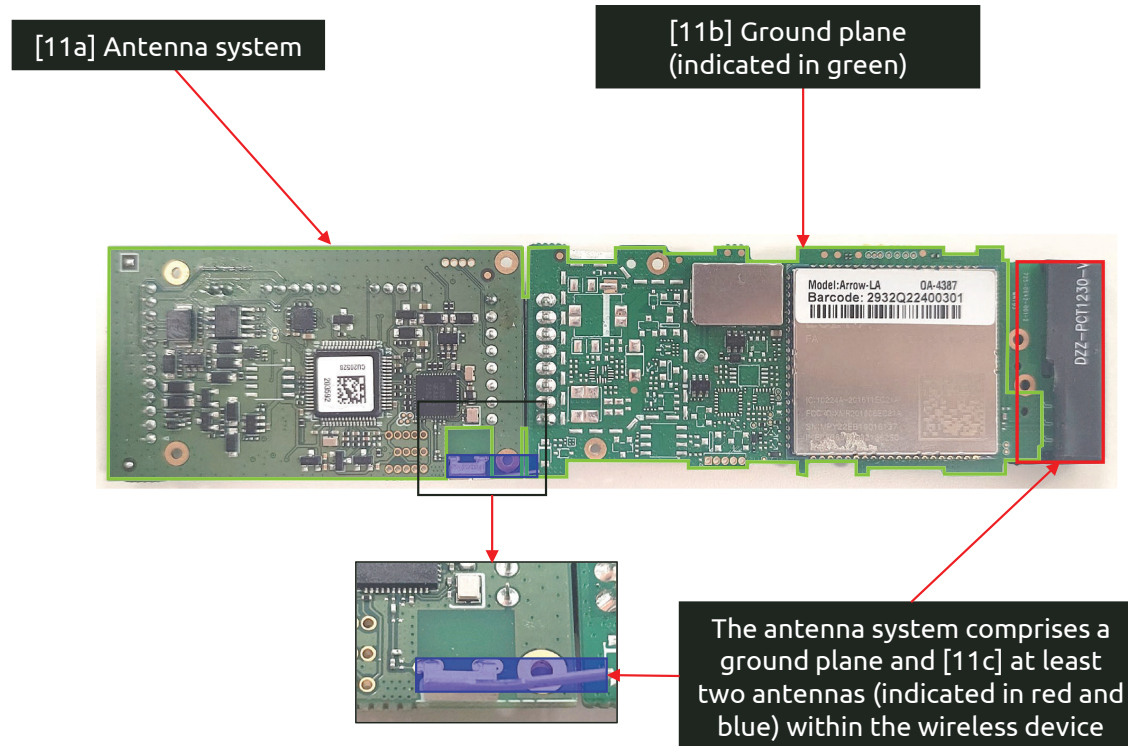 [11a] Antenna system
[11b] Ground plane
(indicated in green)
Model:Arrow-LA OA-4387
Barcode: 2932Q22400301
CU20520
203592
DZZ-PCT1230-V
The antenna system comprises a
ground plane and [11c] at least
two antennas (indicated in red and
blue) within the wireless device